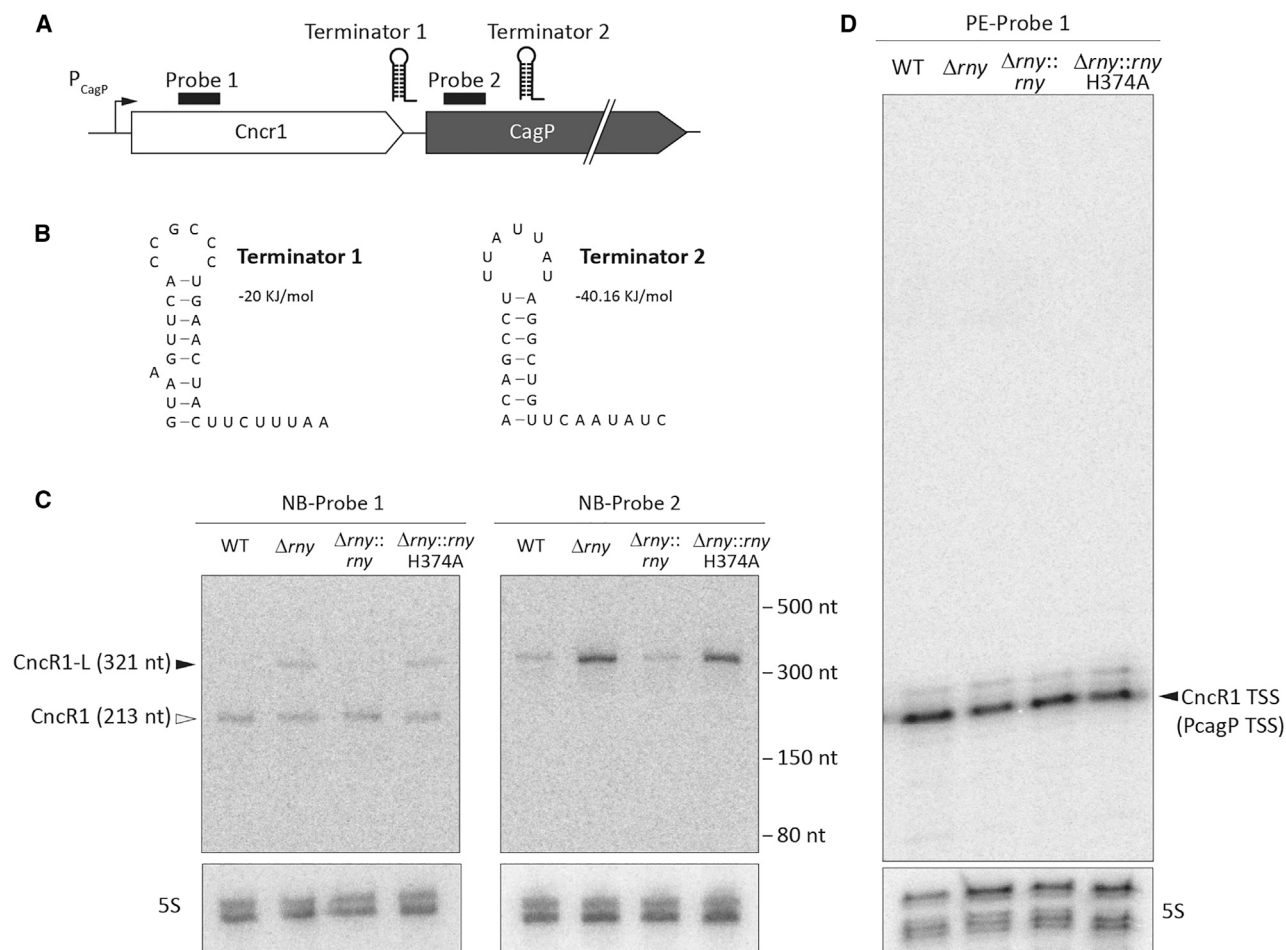 A
Terminator 1
Terminator 2
P CagP
Probe 1
Probe 2
Cncr1
CagP
B
C C G C C C
A – U
C – G
U – A
U – A
G – C
A
A – U
U – A
G – C U U C U U U A A
Terminator 1
-20 KJ/mol
U U A U U A U
U – A
C – G
C – G
G – C
A – U
C – G
A – U U C A A U A U C
Terminator 2
-40.16 KJ/mol
C
NB-Probe 1
NB-Probe 2
WT Δrny Δrny::rny Δrny::rny H374A
WT Δrny Δrny::rny Δrny::rny H374A
CncR1-L (321 nt)
CncR1 (213 nt)
500 nt
300 nt
150 nt
80 nt
5S
D
PE-Probe 1
WT Δrny Δrny::rny Δrny::rny H374A
CncR1 TSS
(PcagP TSS)
5S